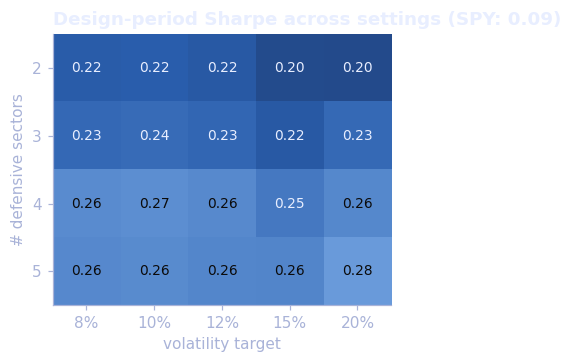 Design-period Sharpe across settings (SPY: 0.09)
# defensive sectors
2 0.22 0.22 0.22 0.20 0.20
3 0.23 0.24 0.23 0.22 0.23
4 0.26 0.27 0.26 0.25 0.26
5 0.26 0.26 0.26 0.26 0.28
8% 10% 12% 15% 20%
volatility target